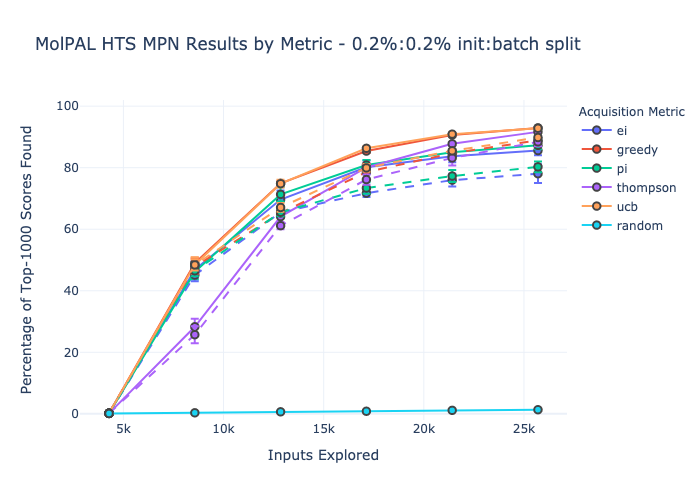 MolPAL HTS MPN Results by Metric - 0.2%:0.2% init:batch split
Percentage of Top-1000 Scores Found
100
80
60
40
20
0
5k
10k
15k
20k
25k
Inputs Explored
Acquisition Metric
ei
greedy
pi
thompson
ucb
random